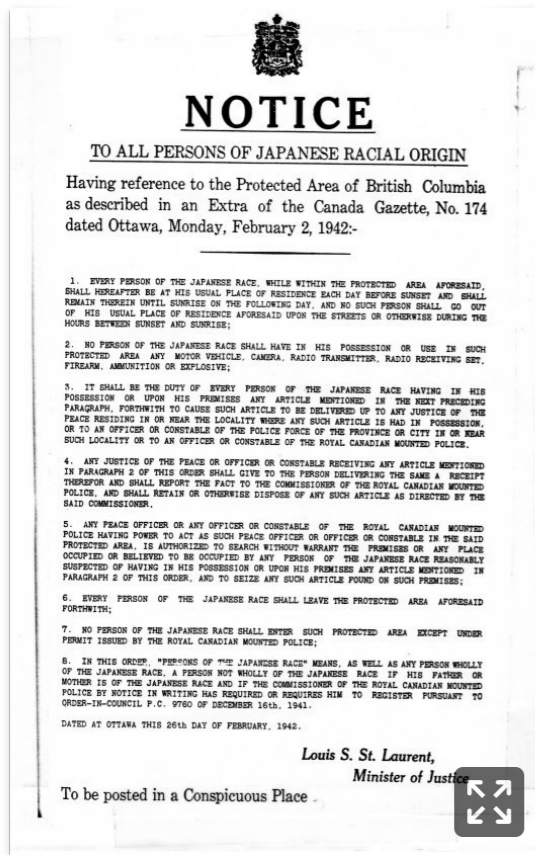 NOTICE
TO ALL PERSONS OF JAPANESE RACIAL ORIGIN
Having reference to the Protected Area of British Columbia
as described in an Extra of the Canada Gazette, No. 174
dated Ottawa, Monday, February 2, 1942:-
1. EVERY PERSON OF THE JAPANESE RACE, WHILE WITHIN THE PROTECTED AREA AFORESAID,
SHALL HEREAFTER BE AT HIS USUAL PLACE OF RESIDENCE EACH DAY BEFORE SUNSET AND SHALL
REMAIN THEREIN UNTIL SUNRISE ON THE FOLLOWING DAY, AND NO SUCH PERSON SHALL GO OUT
OF HIS USUAL PLACE OF RESIDENCE AFORESAID UPON THE STREETS OR OTHERWISE DURING THE
HOURS BETWEEN SUNSET AND SUNRISE;
2. NO PERSON OF THE JAPANESE RACE SHALL HAVE IN HIS POSSESSION OR USE IN SUCH
PROTECTED AREA ANY MOTOR VEHICLE, CAMERA, RADIO TRANSMITTER, RADIO RECEIVING SET,
FIREARM, AMMUNITION OR EXPLOSIVE;
3. IT SHALL BE THE DUTY OF EVERY PERSON OF THE JAPANESE RACE HAVING IN HIS
POSSESSION OR UPON HIS PREMISES ANY ARTICLE MENTIONED IN THE NEXT PRECEDING
PARAGRAPH, FORTHWITH TO CAUSE SUCH ARTICLE TO BE DELIVERED UP TO ANY JUSTICE OF THE
PEACE RESIDING IN OR NEAR THE LOCALITY WHERE ANY SUCH ARTICLE IS HAD IN POSSESSION,
OR TO AN OFFICER OR CONSTABLE OF THE POLICE FORCE OF THE PROVINCE OR CITY IN OR NEAR
SUCH LOCALITY OR TO AN OFFICER OR CONSTABLE OF THE ROYAL CANADIAN MOUNTED POLICE.
4. ANY JUSTICE OF THE PEACE OR OFFICER OR CONSTABLE RECEIVING ANY ARTICLE MENTIONED
IN PARAGRAPH 2 OF THIS ORDER SHALL GIVE TO THE PERSON DELIVERING THE SAME A RECEIPT
THEREFOR AND SHALL REPORT THE FACT TO THE COMMISSIONER OF THE ROYAL CANADIAN MOUNTED
POLICE, AND SHALL RETAIN OR OTHERWISE DISPOSE OF ANY SUCH ARTICLE AS DIRECTED BY THE
SAID COMMISSIONER.
5. ANY PEACE OFFICER OR ANY OFFICER OR CONSTABLE OF THE ROYAL CANADIAN MOUNTED
POLICE HAVING POWER TO ACT AS SUCH PEACE OFFICER OR OFFICER OR CONSTABLE IN THE SAID
PROTECTED AREA, IS AUTHORIZED TO SEARCH WITHOUT WARRANT THE PREMISES OR ANY PLACE
OCCUPIED OR BELIEVED TO BE OCCUPIED BY ANY PERSON OF THE JAPANESE RACE REASONABLY
SUSPECTED OF HAVING IN HIS POSSESSION OR UPON HIS PREMISES ANY ARTICLE MENTIONED IN
PARAGRAPH 2 OF THIS ORDER, AND TO SEIZE ANY SUCH ARTICLE FOUND ON SUCH PREMISES;
6. EVERY PERSON OF THE JAPANESE RACE SHALL LEAVE THE PROTECTED AREA AFORESAID
FORTHWITH;
7. NO PERSON OF THE JAPANESE RACE SHALL ENTER SUCH PROTECTED AREA EXCEPT UNDER
PERMIT ISSUED BY THE ROYAL CANADIAN MOUNTED POLICE;
8. IN THIS ORDER, "PERSONS OF THE JAPANESE RACE" MEANS, AS WELL AS ANY PERSON WHOLLY
OF THE JAPANESE RACE, A PERSON NOT WHOLLY OF THE JAPANESE RACE IF HIS FATHER OR
MOTHER IS OF THE JAPANESE RACE AND IF THE COMMISSIONER OF THE ROYAL CANADIAN MOUNTED
POLICE BY NOTICE IN WRITING HAS REQUIRED OR REQUIRES HIM TO REGISTER PURSUANT TO
ORDER-IN-COUNCIL P.C. 9760 OF DECEMBER 16th, 1941.
DATED AT OTTAWA THIS 26th DAY OF FEBRUARY, 1942.
Louis S. St. Laurent,
Minister of Justice
To be posted in a Conspicuous Place